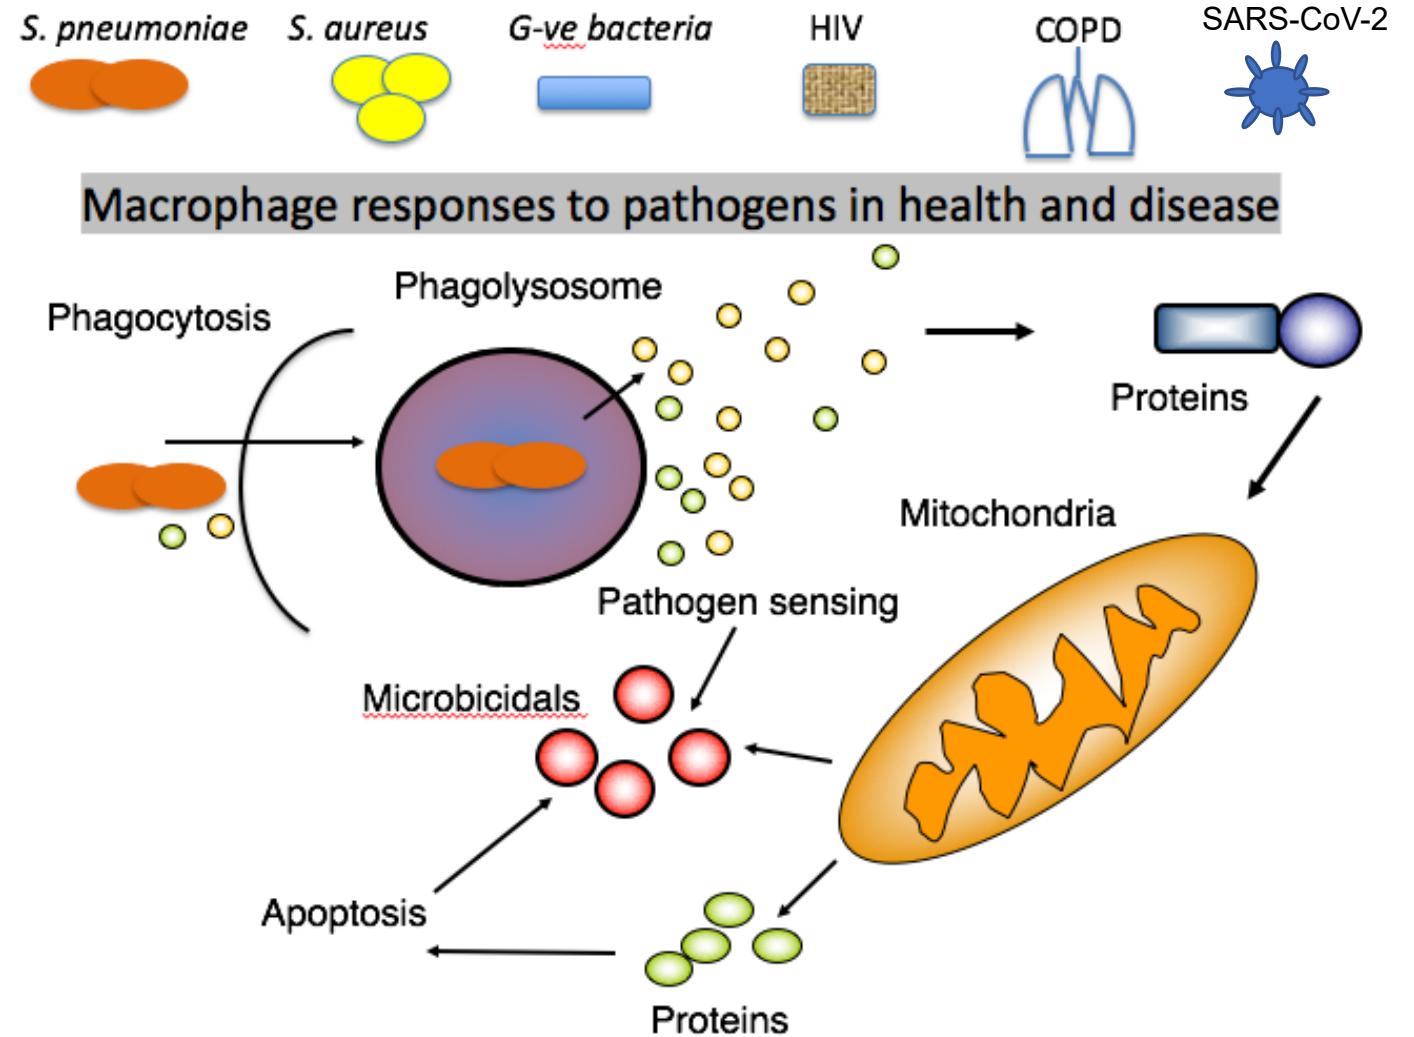 S. pneumoniae S. aureus G-ve bacteria HIV COPD SARS-CoV-2
Macrophage responses to pathogens in health and disease
Phagolysosome
Phagocytosis
Proteins
Mitochondria
Pathogen sensing
Microbicidals
Apoptosis
Proteins